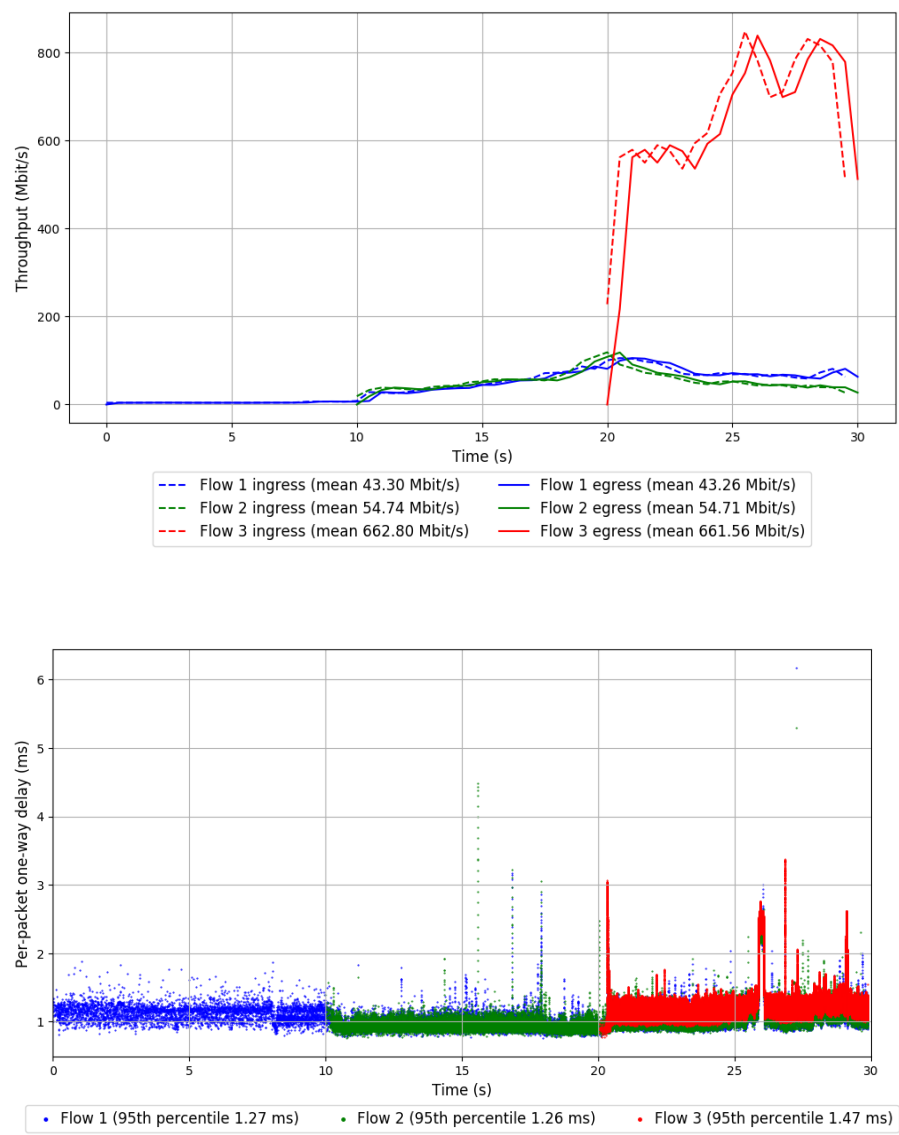 800
600
400
200
0
Throughput (Mbit/s)
0 5 10 15 20 25 30
Time (s)
Flow 1 ingress (mean 43.30 Mbit/s) Flow 1 egress (mean 43.26 Mbit/s)
Flow 2 ingress (mean 54.74 Mbit/s) Flow 2 egress (mean 54.71 Mbit/s)
Flow 3 ingress (mean 662.80 Mbit/s) Flow 3 egress (mean 661.56 Mbit/s)
6
5
4
3
2
1
Per-packet one-way delay (ms)
0 5 10 15 20 25 30
Time (s)
Flow 1 (95th percentile 1.27 ms) Flow 2 (95th percentile 1.26 ms) Flow 3 (95th percentile 1.47 ms)